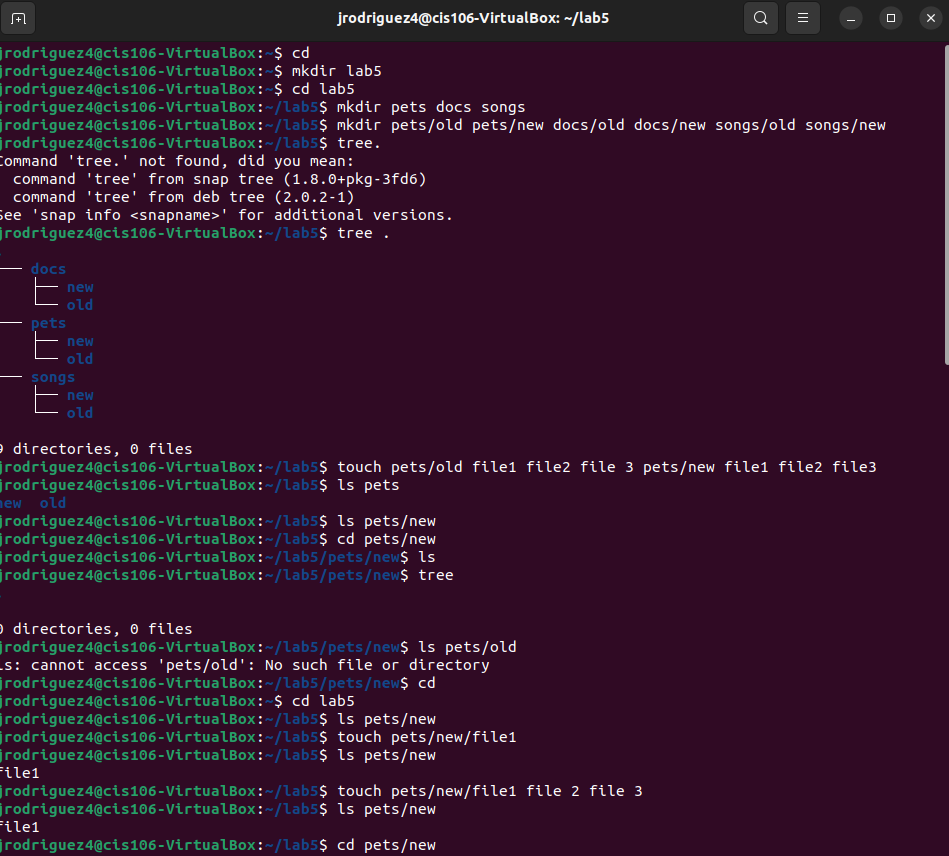 jrodriguez4@cis106-VirtualBox: ~/lab5
jrodriguez4@cis106-VirtualBox:~$ cd
jrodriguez4@cis106-VirtualBox:~$ mkdir lab5
jrodriguez4@cis106-VirtualBox:~$ cd lab5
jrodriguez4@cis106-VirtualBox:~/lab5$ mkdir pets docs songs
jrodriguez4@cis106-VirtualBox:~/lab5$ mkdir pets/old pets/new docs/old docs/new songs/old songs/new
jrodriguez4@cis106-VirtualBox:~/lab5$ tree.
Command 'tree.' not found, did you mean:
  command 'tree' from snap tree (1.8.0+pkg-3fd6)
  command 'tree' from deb tree (2.0.2-1)
See 'snap info <snapname>' for additional versions.
jrodriguez4@cis106-VirtualBox:~/lab5$ tree .
.
├── docs
│   ├── new
│   └── old
├── pets
│   ├── new
│   └── old
└── songs
    ├── new
    └── old
9 directories, 0 files
jrodriguez4@cis106-VirtualBox:~/lab5$ touch pets/old file1 file2 file 3 pets/new file1 file2 file3
jrodriguez4@cis106-VirtualBox:~/lab5$ ls pets
new  old
jrodriguez4@cis106-VirtualBox:~/lab5$ ls pets/new
jrodriguez4@cis106-VirtualBox:~/lab5$ cd pets/new
jrodriguez4@cis106-VirtualBox:~/lab5/pets/new$ ls
jrodriguez4@cis106-VirtualBox:~/lab5/pets/new$ tree
.
0 directories, 0 files
jrodriguez4@cis106-VirtualBox:~/lab5/pets/new$ ls pets/old
ls: cannot access 'pets/old': No such file or directory
jrodriguez4@cis106-VirtualBox:~/lab5/pets/new$ cd
jrodriguez4@cis106-VirtualBox:~$ cd lab5
jrodriguez4@cis106-VirtualBox:~/lab5$ ls pets/new
jrodriguez4@cis106-VirtualBox:~/lab5$ touch pets/new/file1
jrodriguez4@cis106-VirtualBox:~/lab5$ ls pets/new
file1
jrodriguez4@cis106-VirtualBox:~/lab5$ touch pets/new/file1 file 2 file 3
jrodriguez4@cis106-VirtualBox:~/lab5$ ls pets/new
file1
jrodriguez4@cis106-VirtualBox:~/lab5$ cd pets/new